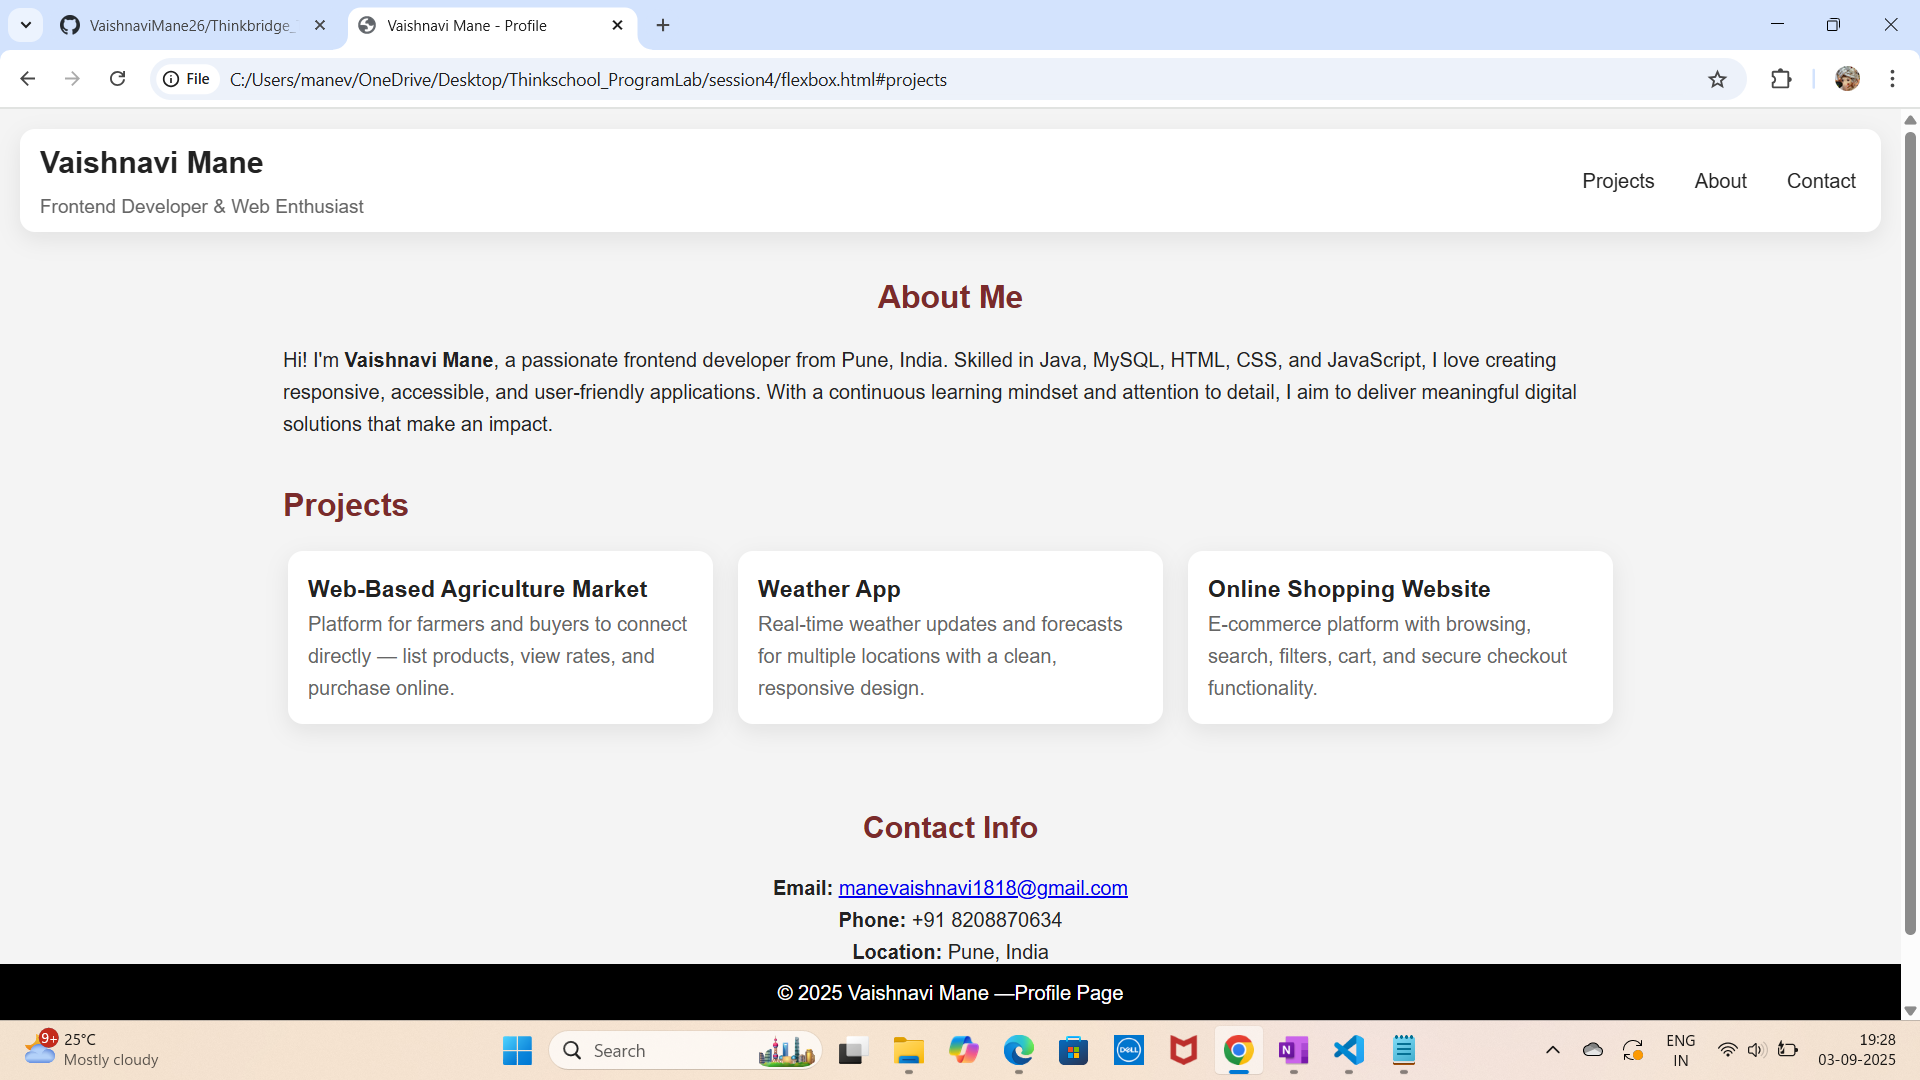 VaishnaviMane26/Thinkbridge_
Vaishnavi Mane - Profile
File
C:/Users/manev/OneDrive/Desktop/Thinkschool_ProgramLab/session4/flexbox.html#projects
Vaishnavi Mane
Frontend Developer & Web Enthusiast
Projects About Contact
About Me
Hi! I'm Vaishnavi Mane, a passionate frontend developer from Pune, India. Skilled in Java, MySQL, HTML, CSS, and JavaScript, I love creating
responsive, accessible, and user-friendly applications. With a continuous learning mindset and attention to detail, I aim to deliver meaningful digital
solutions that make an impact.
Projects
Web-Based Agriculture Market
Platform for farmers and buyers to connect
directly — list products, view rates, and
purchase online.
Weather App
Real-time weather updates and forecasts
for multiple locations with a clean,
responsive design.
Online Shopping Website
E-commerce platform with browsing,
search, filters, cart, and secure checkout
functionality.
Contact Info
Email: manevaishnavi1818@gmail.com
Phone: +91 8208870634
Location: Pune, India
© 2025 Vaishnavi Mane —Profile Page
9+
25°C
Mostly cloudy
Search
DELL
N
ENG
IN
19:28
03-09-2025